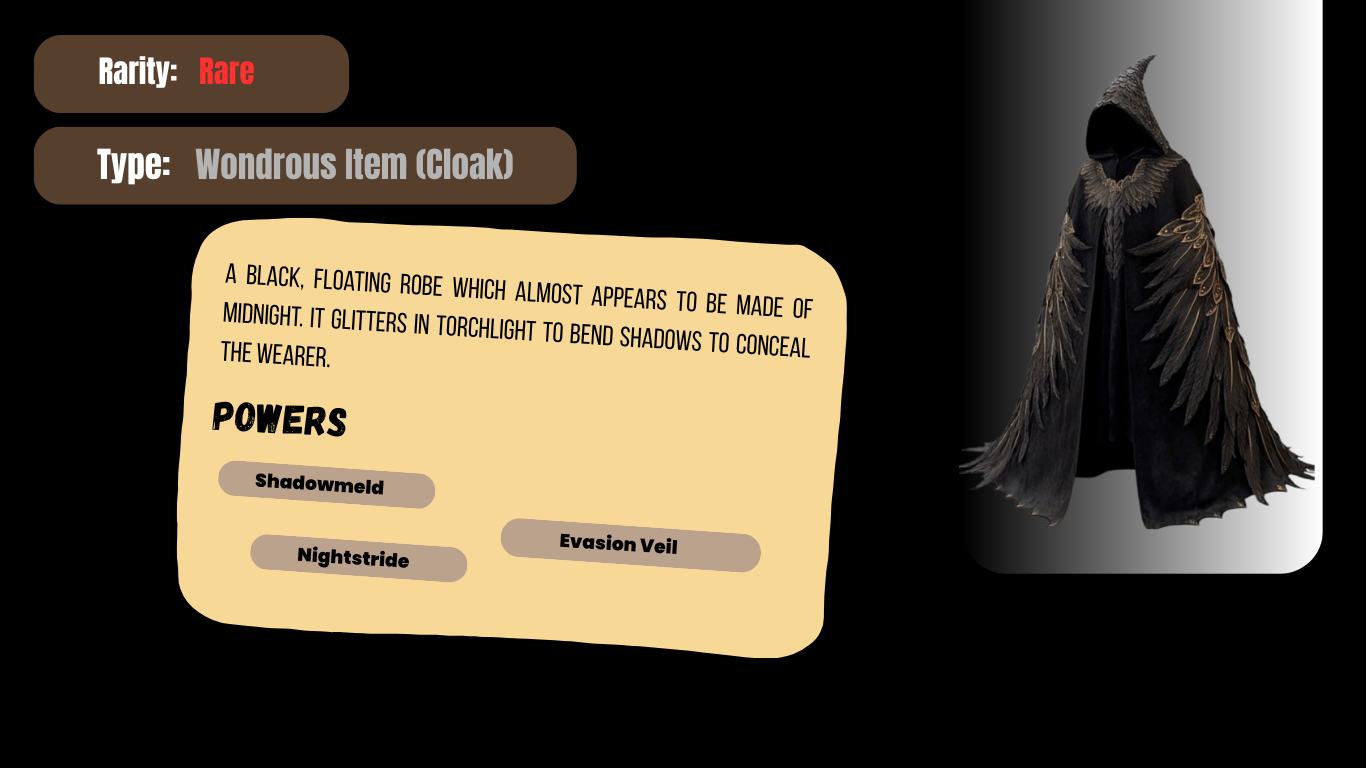 Rarity: Rare
Type: Wondrous Item (Cloak)
A BLACK, FLOATING ROBE WHICH ALMOST APPEARS TO BE MADE OF
MIDNIGHT. IT GLITTERS IN TORCHLIGHT TO BEND SHADOWS TO CONCEAL
THE WEARER.
POWERS
Shadowmeld
Nightstride
Evasion Veil